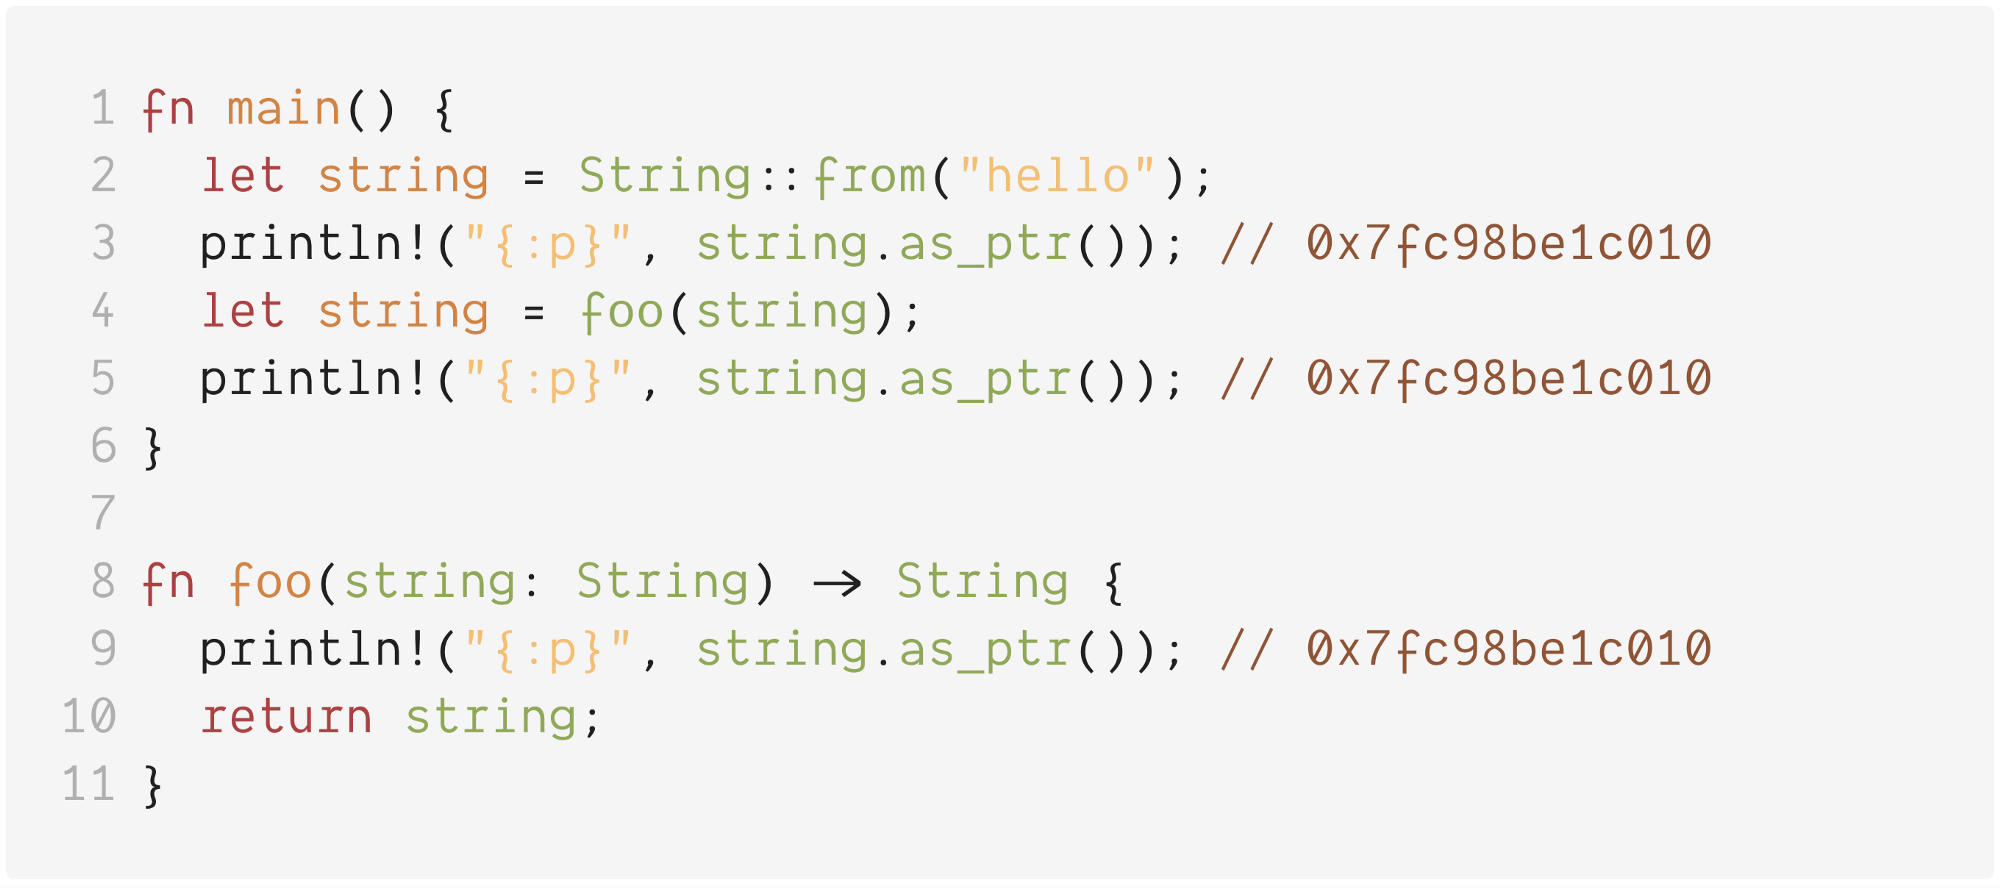 1 fn main() {
2   let string = String::from("hello");
3   println!("{:p}", string.as_ptr()); // 0x7fc98be1c010
4   let string = foo(string);
5   println!("{:p}", string.as_ptr()); // 0x7fc98be1c010
6 }
7
8 fn foo(string: String) → String {
9   println!("{:p}", string.as_ptr()); // 0x7fc98be1c010
10   return string;
11 }